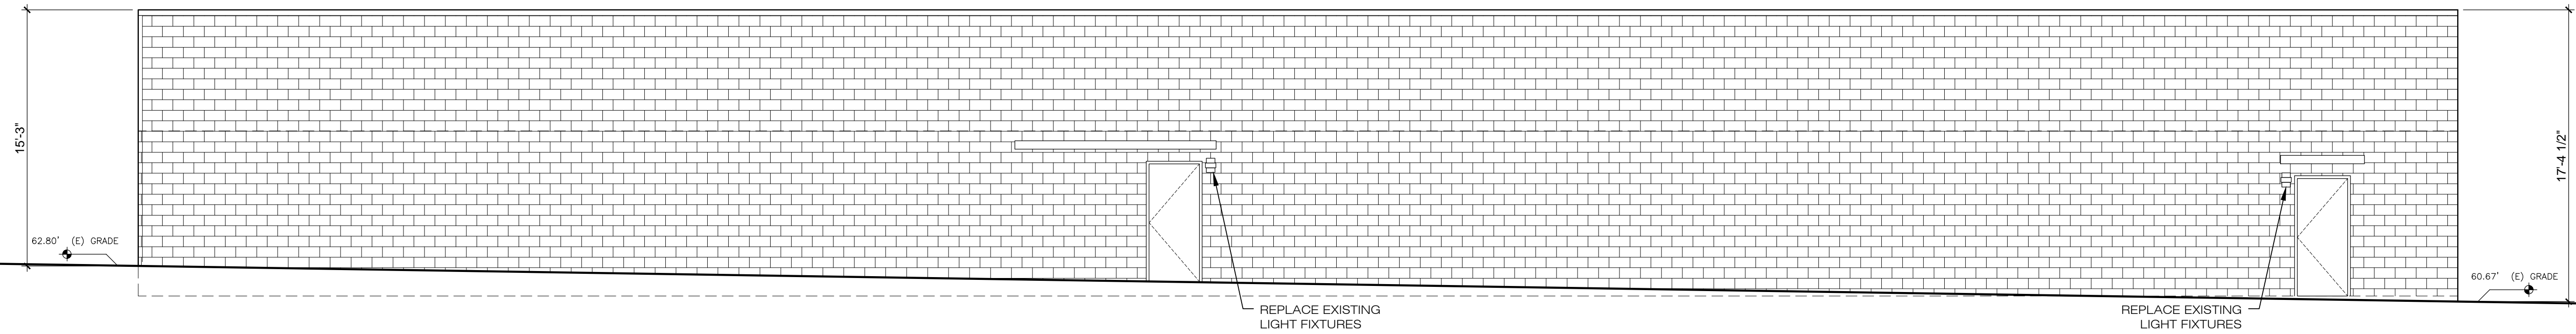 15'-3"
17'-4 1/2"
62.80' (E) GRADE
60.67' (E) GRADE
REPLACE EXISTING
LIGHT FIXTURES
REPLACE EXISTING
LIGHT FIXTURES